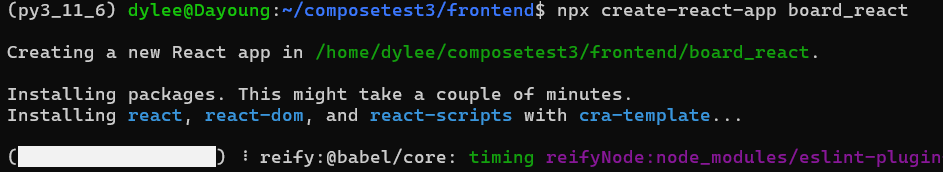 (py3_11_6) dylee@Dayoung:~/composetest3/frontend$ npx create-react-app board_react
Creating a new React app in /home/dylee/composetest3/frontend/board_react.
Installing packages. This might take a couple of minutes.
Installing react, react-dom, and react-scripts with cra-template...
( ) ⠸ reify:@babel/core: timing reifyNode:node_modules/eslint-plugin